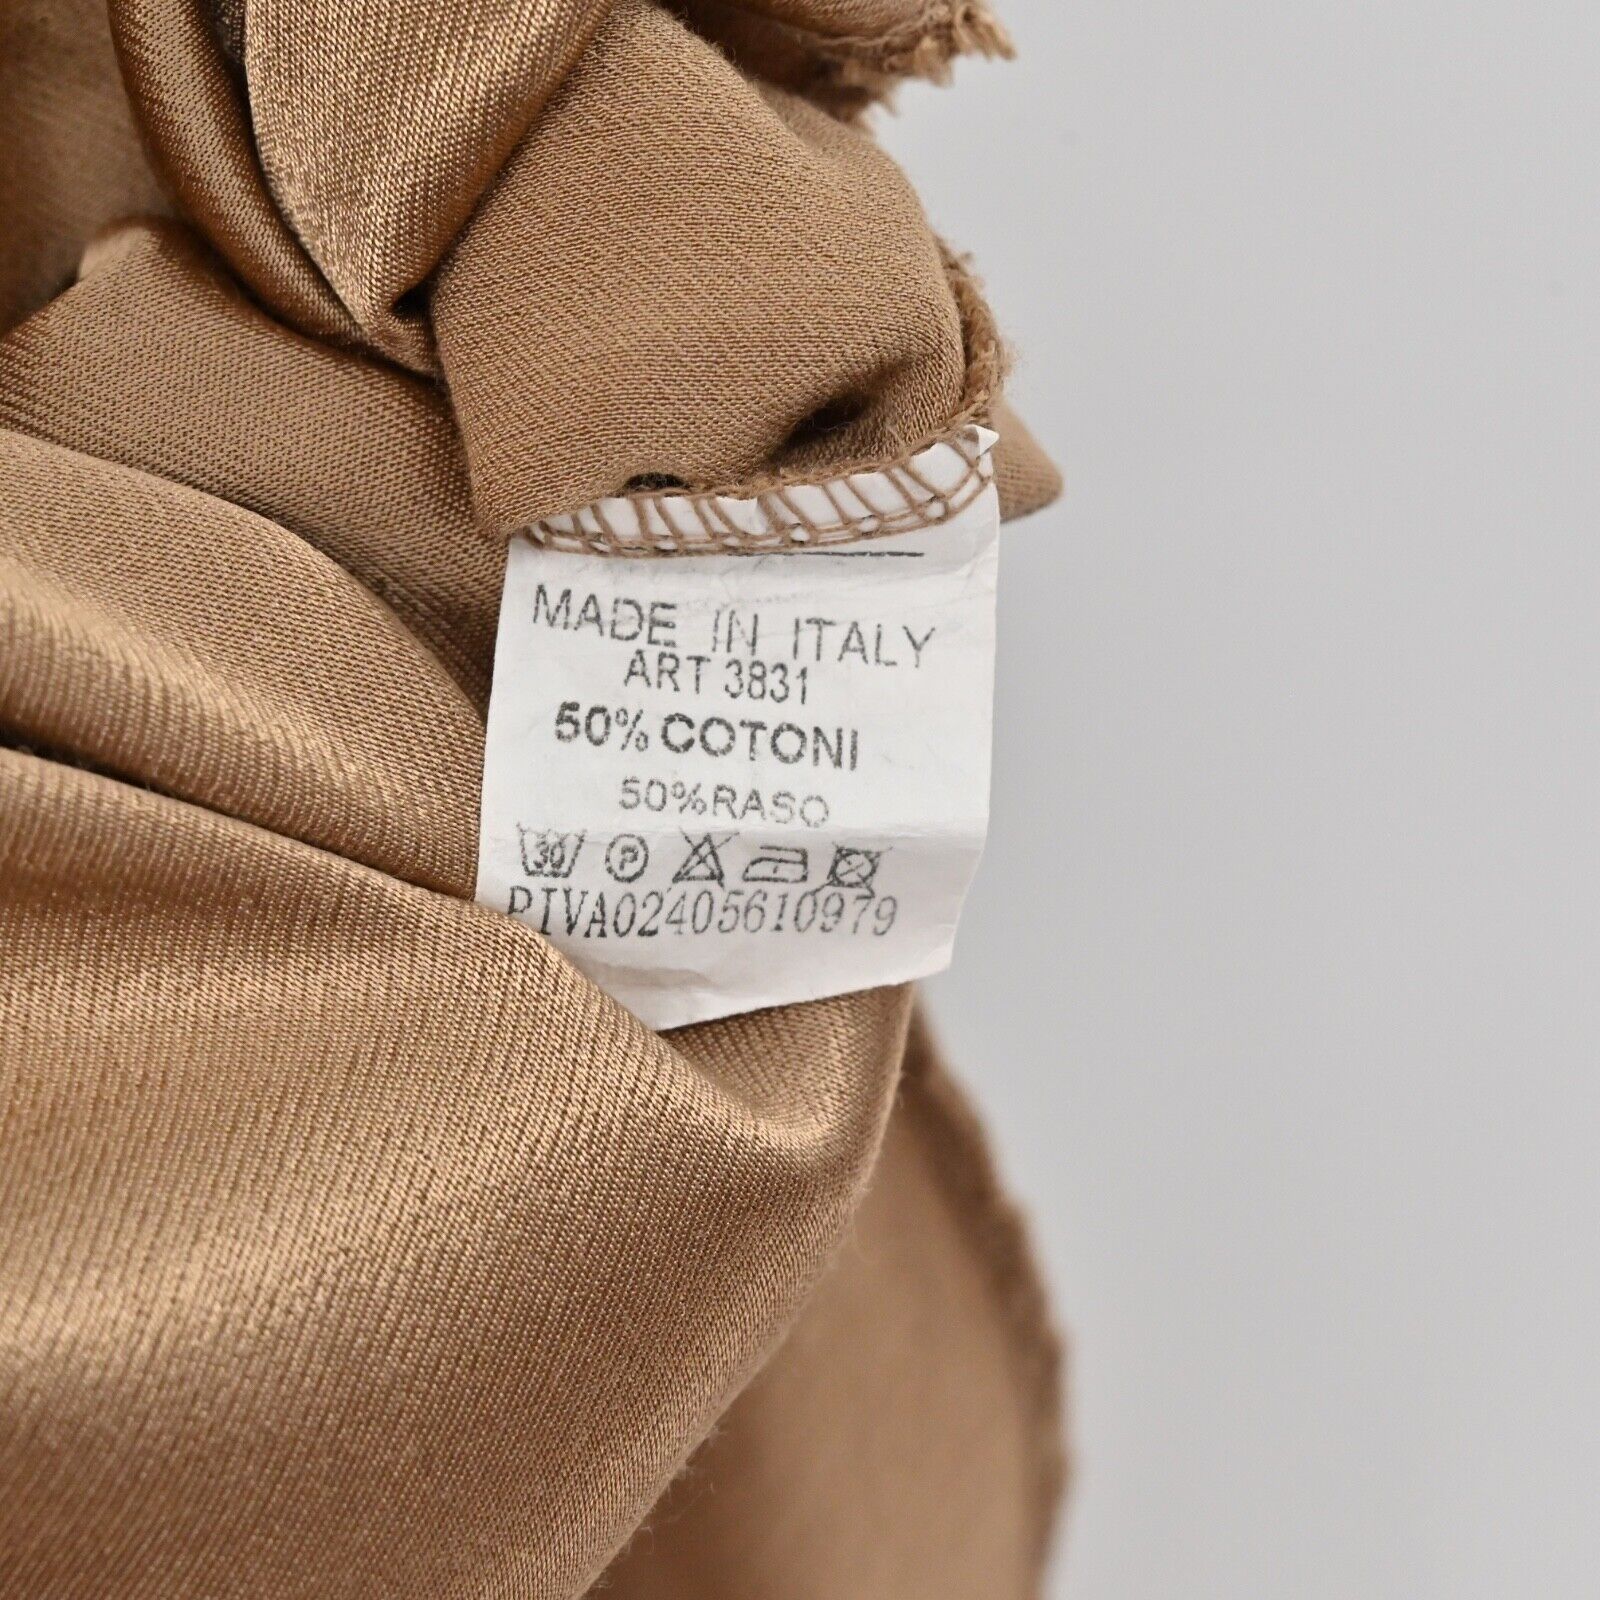 MADE IN ITALY
ART 3831
50% COTONI
50% RASO
30 P
PIVA02405610979